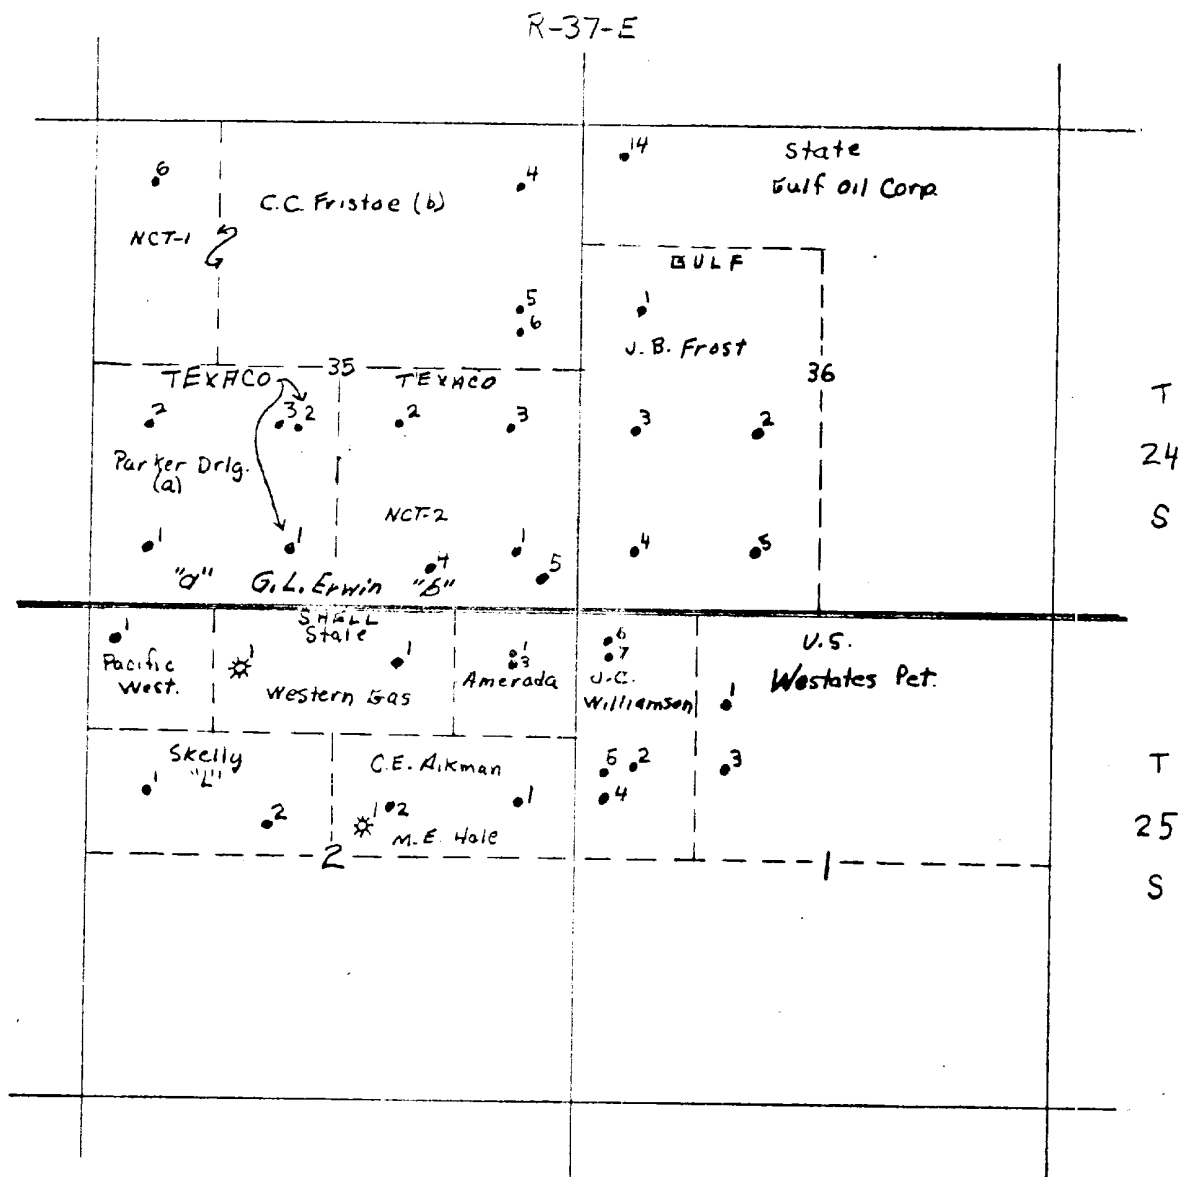 R-37-E
14
State
Gulf Oil Corp.
6
4
C.C. Fristoe (b)
NCT-1
GULF
5
6
1
J.B. Frost
35
36
TEXACO
TEXACO
2
3
2
2
3
3
2
T
24
S
Parker Drlg.
(a)
NCT-2
1
1
1
4
5
4
5
"a"
G.L. Erwin
"b"
SHELL
State
1
1
1
1
3
6
7
U.S.
Pacific
West.
Western Gas
Amerada
J.C.
Williamson
Westates Pet.
1
Skelly
"L"
C.E. Aikman
5
2
3
T
25
S
1
2
1
2
1
4
M.E. Hale
2
1